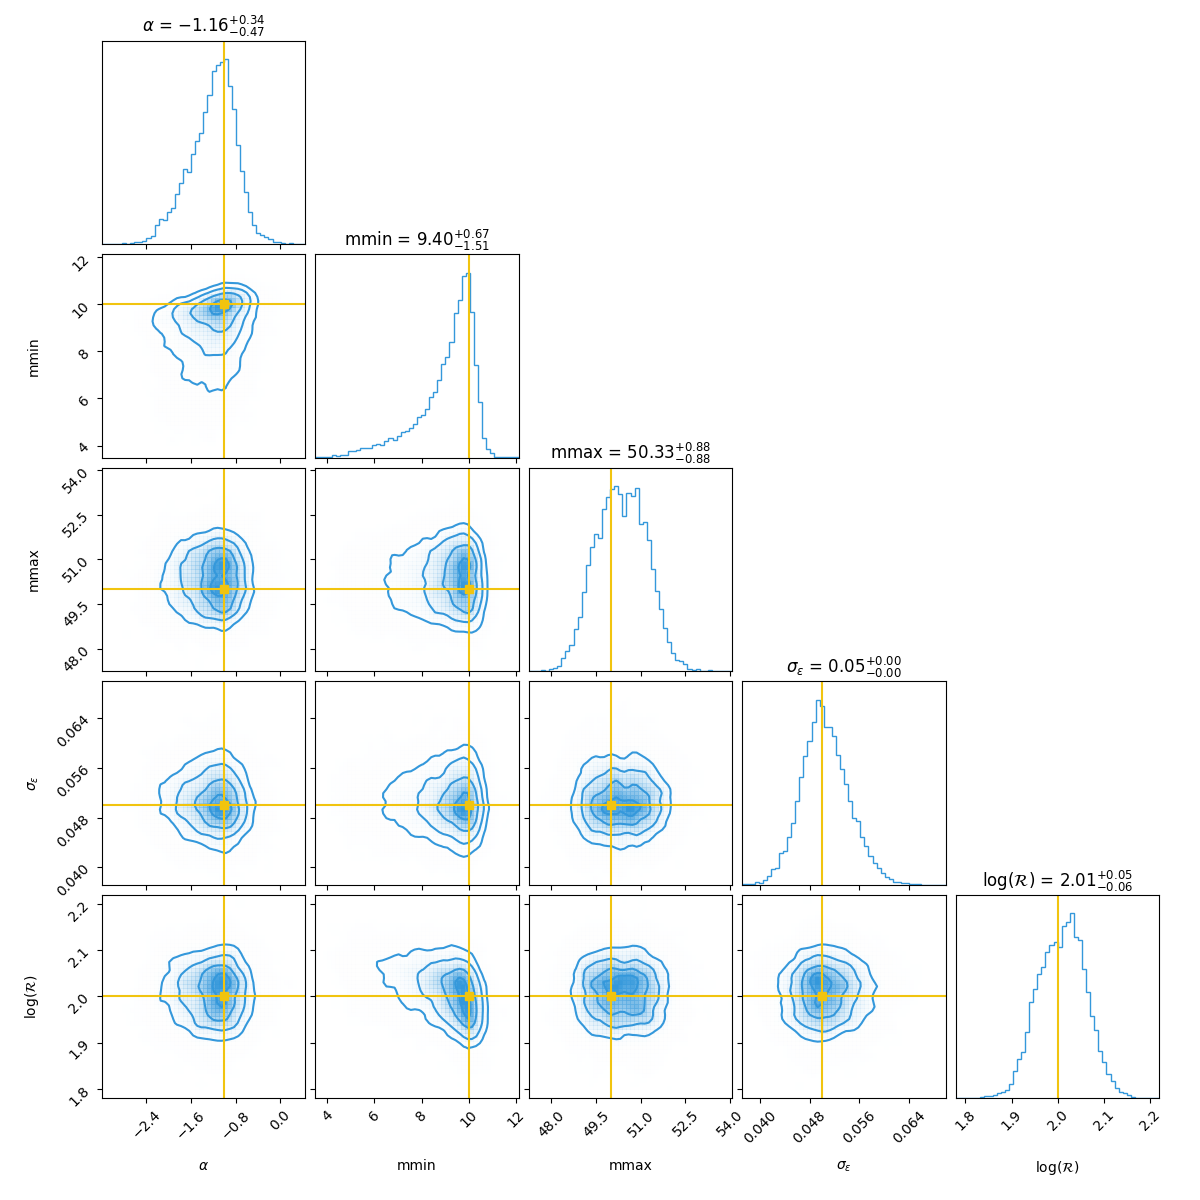 α = −1.16+0.34 −0.47
mmin = 9.40+0.67 −1.51
12
10
8
6
4
mmin
mmax = 50.33+0.88 −0.88
54.0
52.5
51.0
49.5
48.0
mmax
σε = 0.05+0.00 −0.00
0.064
0.056
0.048
0.040
σε
log(ℛ) = 2.01+0.05 −0.06
2.2
2.1
2.0
1.9
1.8
log(ℛ)
−2.4 −1.6 −0.8 0.0 4 6 8 10 12 48.0 49.5 51.0 52.5 54.0 0.040 0.048 0.056 0.064 1.8 1.9 2.0 2.1 2.2
α mmin mmax σε log(ℛ)